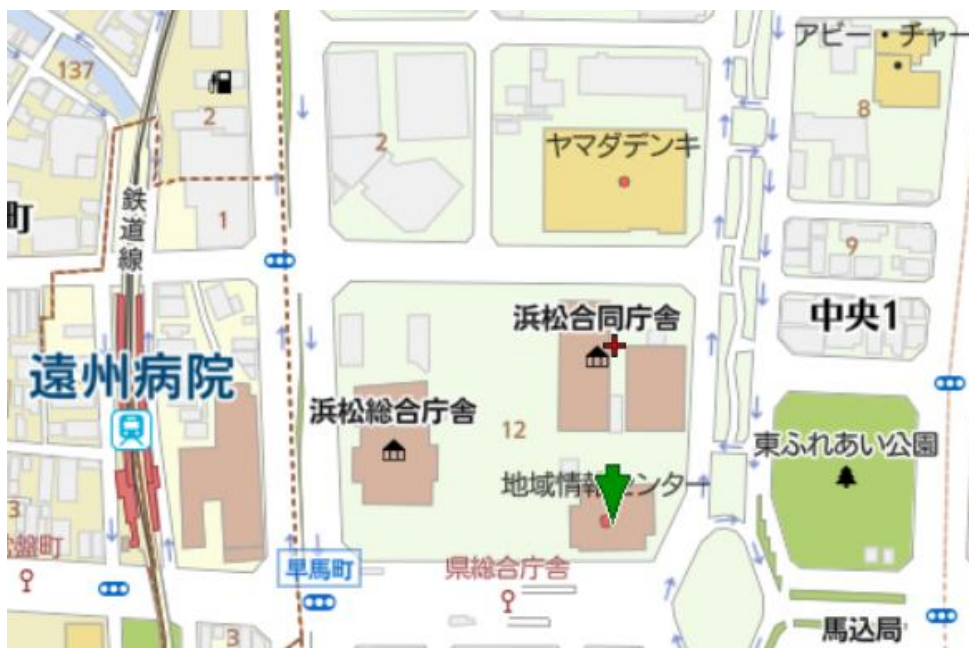 アビー・チャー
137
2
2
8
ヤマダデンキ
町
鉄道線
1
9
浜松合同庁舎
中央1
遠州病院
浜松総合庁舎
12
東ふれあい公園
地域情報センター
3
盤町
早馬町
県総合庁舎
3
馬込局